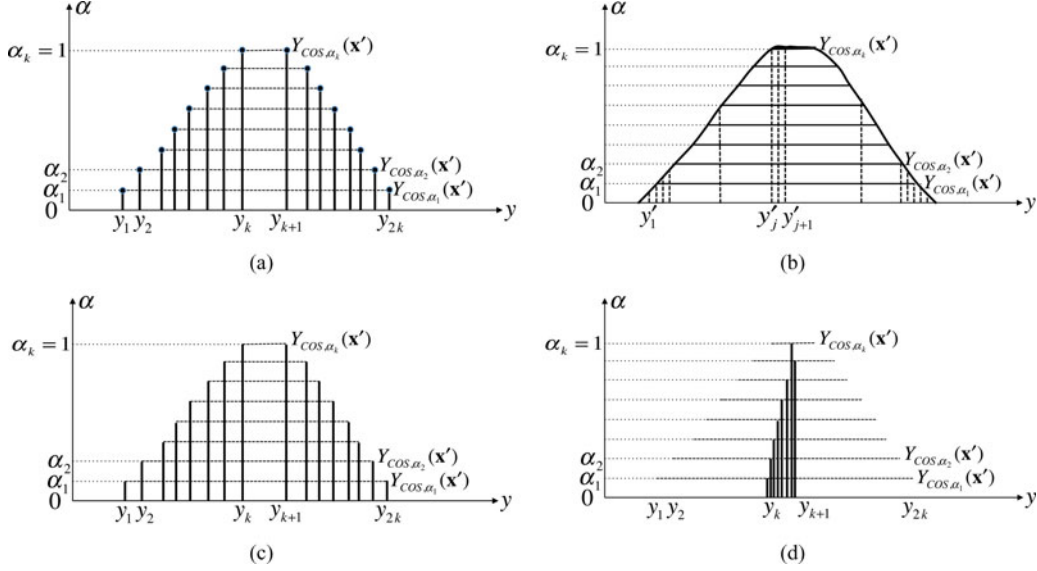 α
α_k = 1
Y_{COS,α_k}(x′)
α_2
Y_{COS,α_2}(x′)
α_1
Y_{COS,α_1}(x′)
0
y
y_1 y_2 y_k y_{k+1} y_{2k}
(a)
α
α_k = 1
Y_{COS,α_k}(x′)
α_2
Y_{COS,α_2}(x′)
α_1
Y_{COS,α_1}(x′)
0
y
y′_1 y′_j y′_{j+1}
(b)
α
α_k = 1
Y_{COS,α_k}(x′)
α_2
Y_{COS,α_2}(x′)
α_1
Y_{COS,α_1}(x′)
0
y
y_1 y_2 y_k y_{k+1} y_{2k}
(c)
α
α_k = 1
Y_{COS,α_k}(x′)
α_2
Y_{COS,α_2}(x′)
α_1
Y_{COS,α_1}(x′)
0
y
y_1 y_2 y_k y_{k+1} y_{2k}
(d)